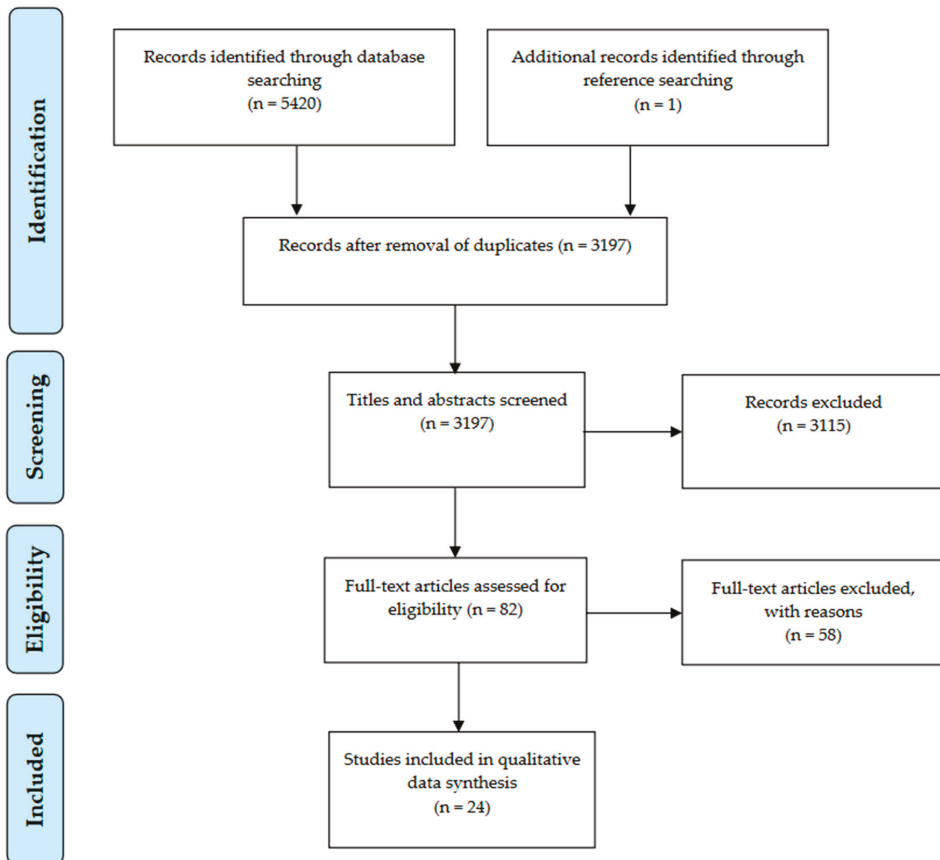 Identification
Records identified through database
searching
(n = 5420)
Additional records identified through
reference searching
(n = 1)
Records after removal of duplicates (n = 3197)
Screening
Titles and abstracts screened
(n = 3197)
Records excluded
(n = 3115)
Eligibility
Full-text articles assessed for
eligibility (n = 82)
Full-text articles excluded,
with reasons
(n = 58)
Included
Studies included in qualitative
data synthesis
(n = 24)